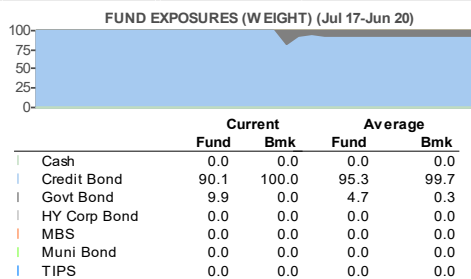 FUND EXPOSURES (WEIGHT) (Jul 17-Jun 20)
100
75
50
25
0
Current Average
Fund Bmk Fund Bmk
Cash 0.0 0.0 0.0 0.0
Credit Bond 90.1 100.0 95.3 99.7
Govt Bond 9.9 0.0 4.7 0.3
HY Corp Bond 0.0 0.0 0.0 0.0
MBS 0.0 0.0 0.0 0.0
Muni Bond 0.0 0.0 0.0 0.0
TIPS 0.0 0.0 0.0 0.0